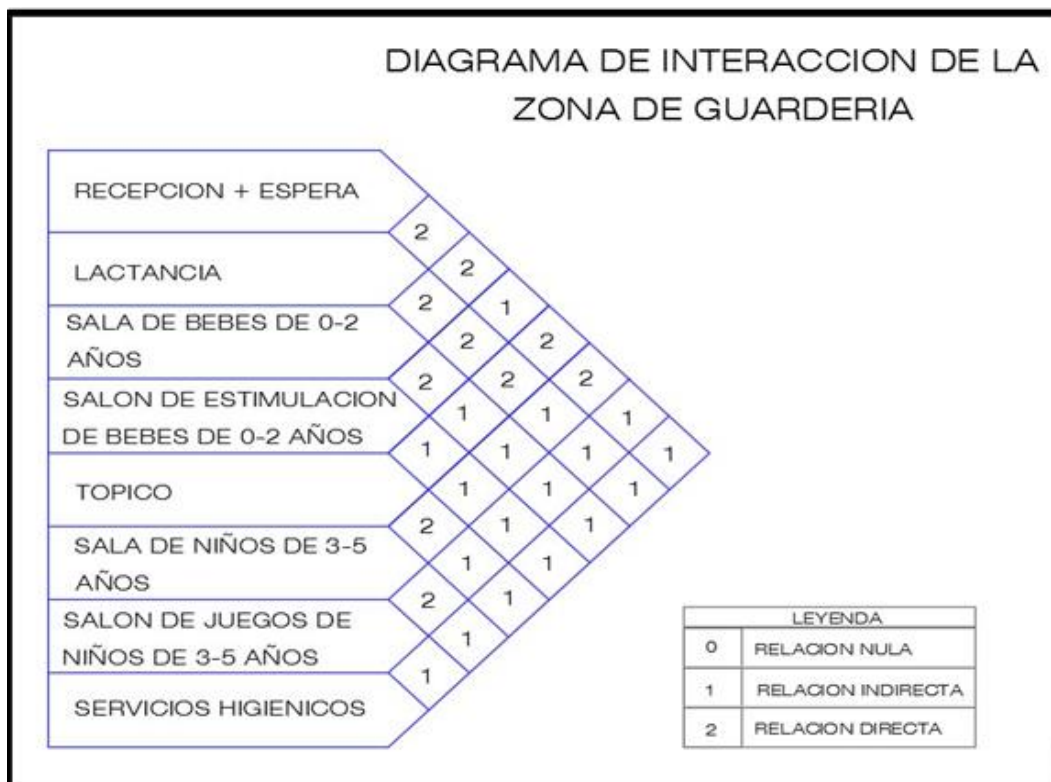 DIAGRAMA DE INTERACCION DE LA
ZONA DE GUARDERIA
RECEPCION + ESPERA
LACTANCIA
SALA DE BEBES DE 0-2
AÑOS
SALON DE ESTIMULACION
DE BEBES DE 0-2 AÑOS
TOPICO
SALA DE NIÑOS DE 3-5
AÑOS
SALON DE JUEGOS DE
NIÑOS DE 3-5 AÑOS
SERVICIOS HIGIENICOS
2
2
2 1
2 2
2 2 2
1 1 1
1 1 1 1
1 1 1
2 1 1
1 1
2 1
1
1
LEYENDA
0 RELACION NULA
1 RELACION INDIRECTA
2 RELACION DIRECTA